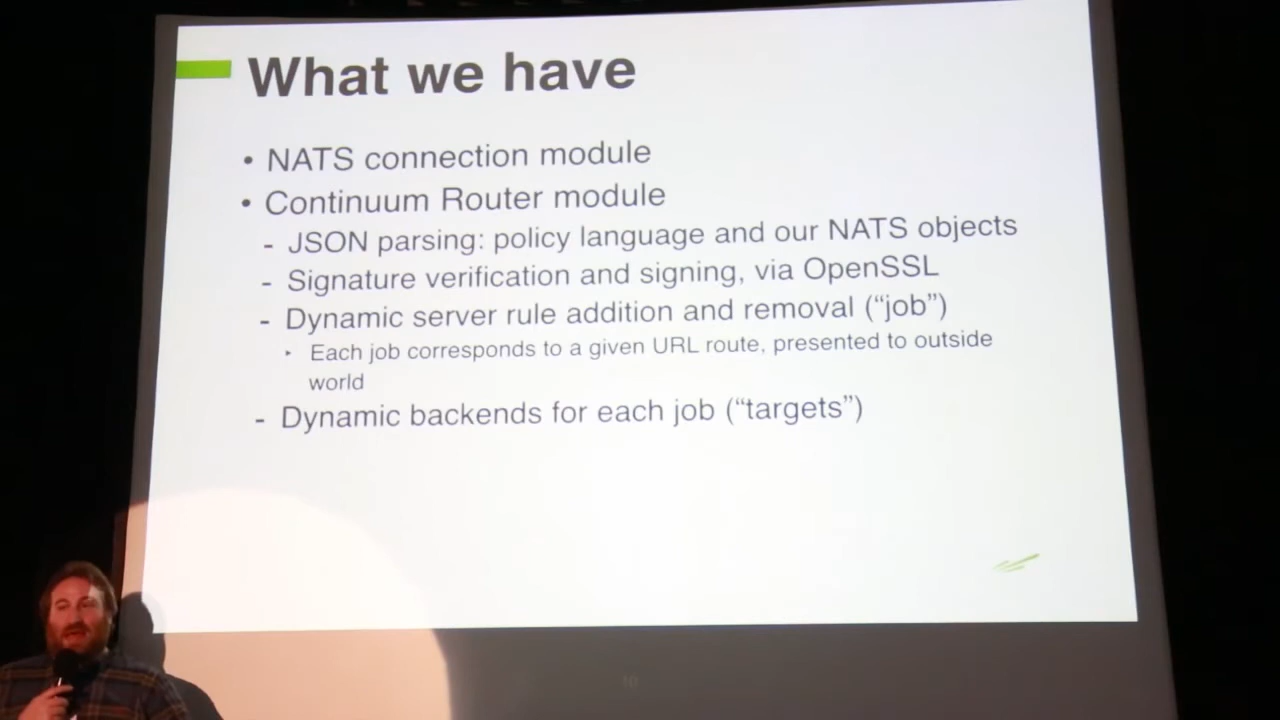 What we have
• NATS connection module
• Continuum Router module
- JSON parsing: policy language and our NATS objects
- Signature verification and signing, via OpenSSL
- Dynamic server rule addition and removal (“job”)
‣ Each job corresponds to a given URL route, presented to outside
world
- Dynamic backends for each job (“targets”)
10